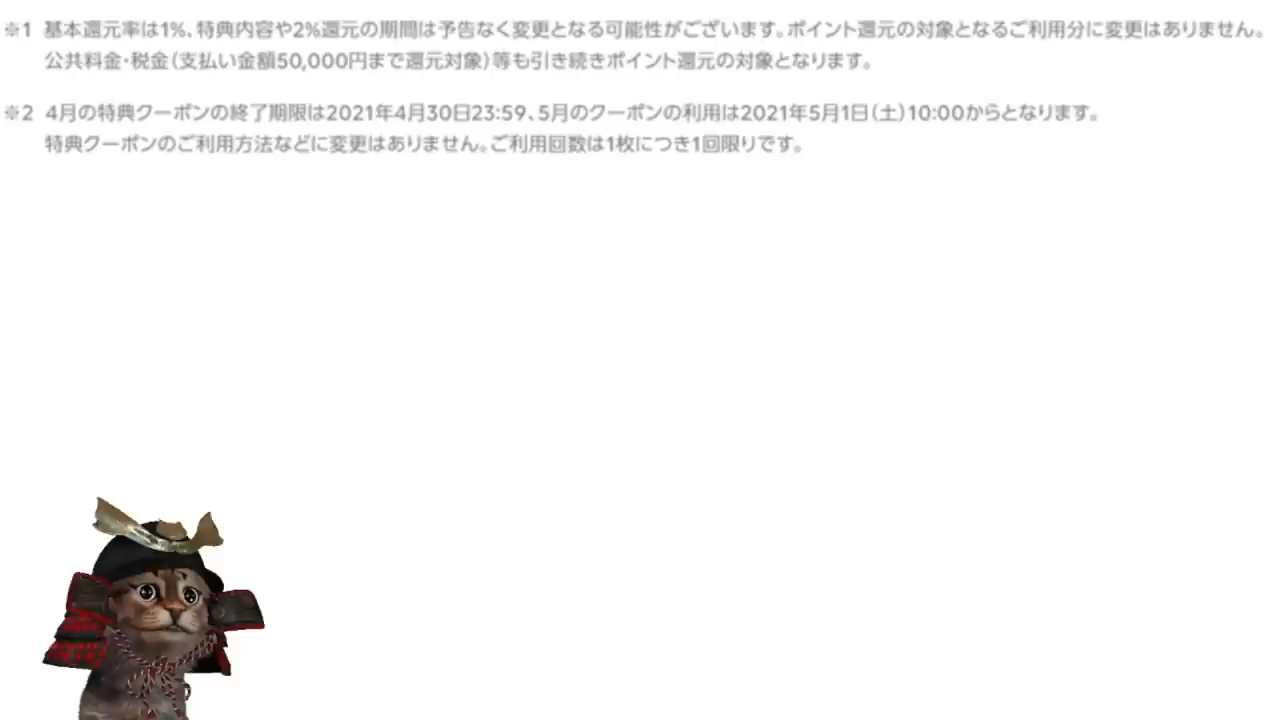 ※1 基本還元率は1%、特典内容や2%還元の期間は予告なく変更となる可能性がございます。ポイント還元の対象となるご利用分に変更はありません。
公共料金・税金(支払い金額50,000円まで還元対象)等も引き続きポイント還元の対象となります。
※2 4月の特典クーポンの終了期限は2021年4月30日23:59、5月のクーポンの利用は2021年5月1日(土)10:00からとなります。
特典クーポンのご利用方法などに変更はありません。ご利用回数は1枚につき1回限りです。